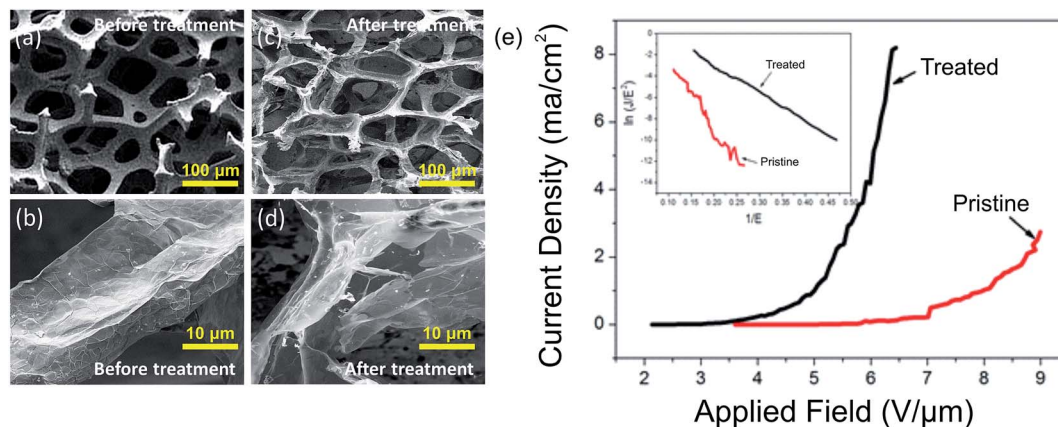 (a)
Before treatment
100 µm
(c)
After treatment
100 µm
(b)
10 µm
Before treatment
(d)
10 µm
After treatment
(e)
Current Density (ma/cm²)
8
6
4
2
0
Treated
Pristine
2 3 4 5 6 7 8 9
Applied Field (V/µm)
ln (J/E²)
0
-2
-4
-6
-8
-10
-12
-14
Treated
Pristine
0.10 0.15 0.20 0.25 0.30 0.35 0.40 0.45 0.50
1/E